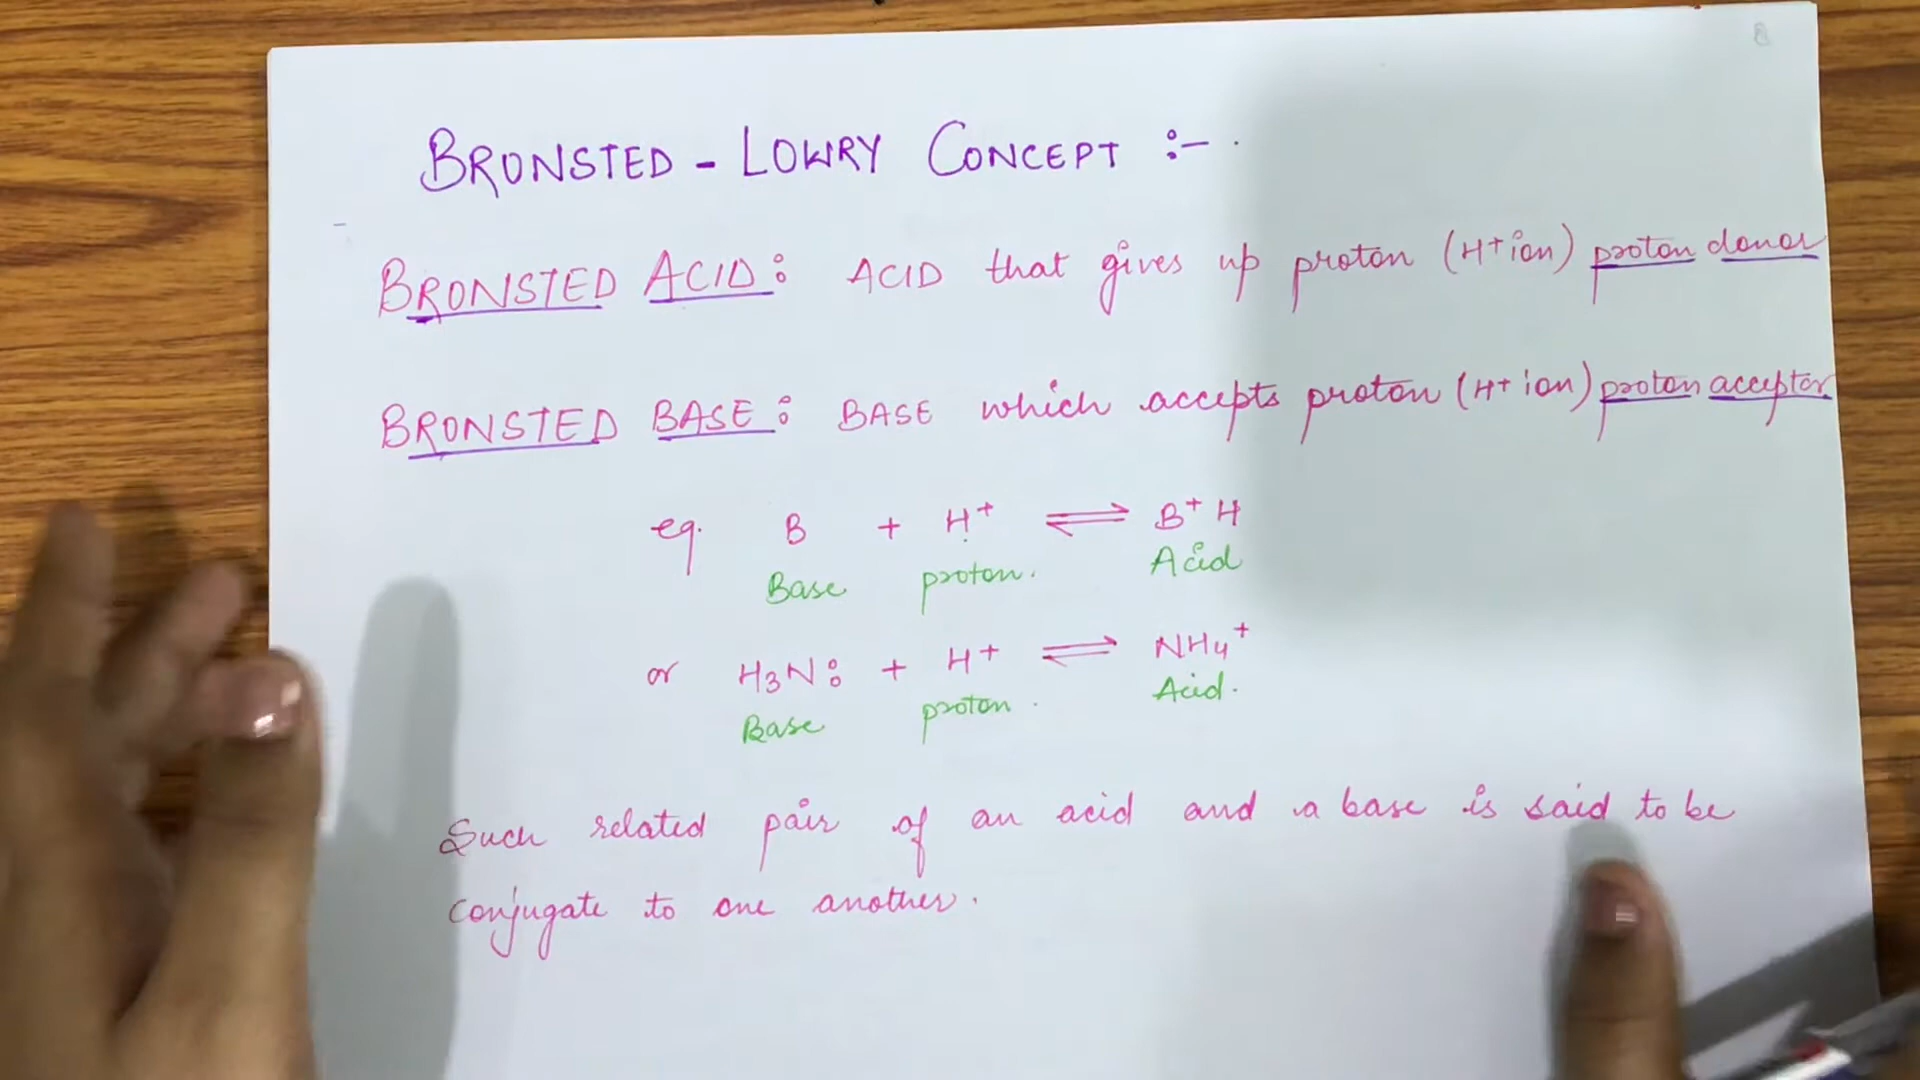 BRONSTED - LOWRY CONCEPT :-
BRONSTED ACID: ACID that gives up proton (H+ ion) proton donor
BRONSTED BASE: BASE which accepts proton (H+ ion) proton acceptor
eg. B + H+ ⇌ B+ H
Base proton. Acid
or H3N: + H+ ⇌ NH4+
Base proton. Acid.
Such related pair of an acid and a base is said to be
conjugate to one another.